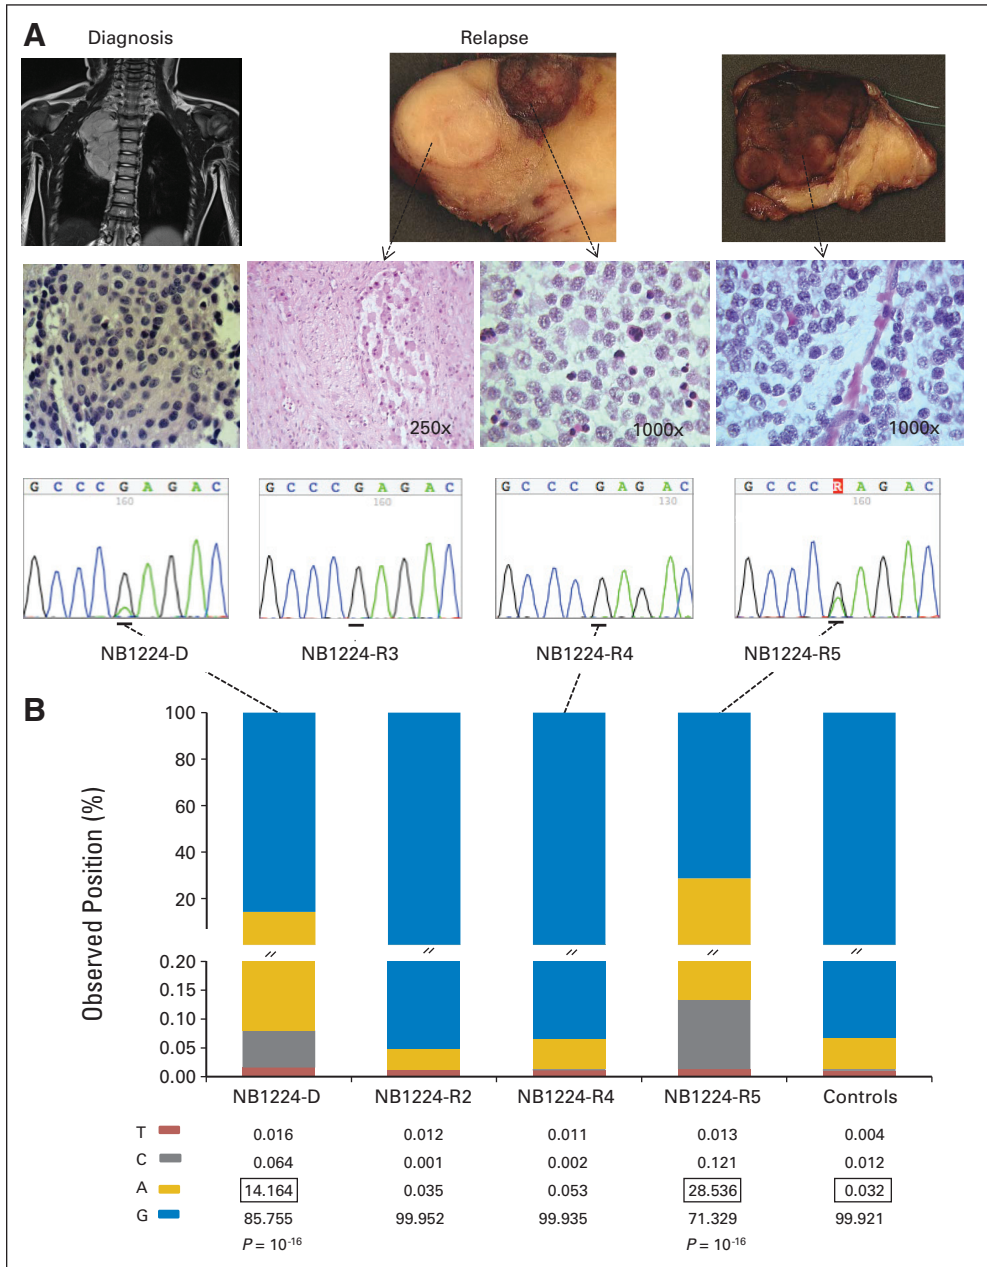 A
Diagnosis
Relapse
250x
1000x
1000x
G C C C G A G A C
160
G C C C G A G A C
160
G C C C G A G A C
130
G C C C R A G A C
160
NB1224-D
NB1224-R3
NB1224-R4
NB1224-R5
B
Observed Position (%)
100
80
60
40
20
0.20
0.15
0.10
0.05
0.00
NB1224-D NB1224-R2 NB1224-R4 NB1224-R5 Controls
T 0.016 0.012 0.011 0.013 0.004
C 0.064 0.001 0.002 0.121 0.012
A 14.164 0.035 0.053 28.536 0.032
G 85.755 99.952 99.935 71.329 99.921
P = 10-16 P = 10-16